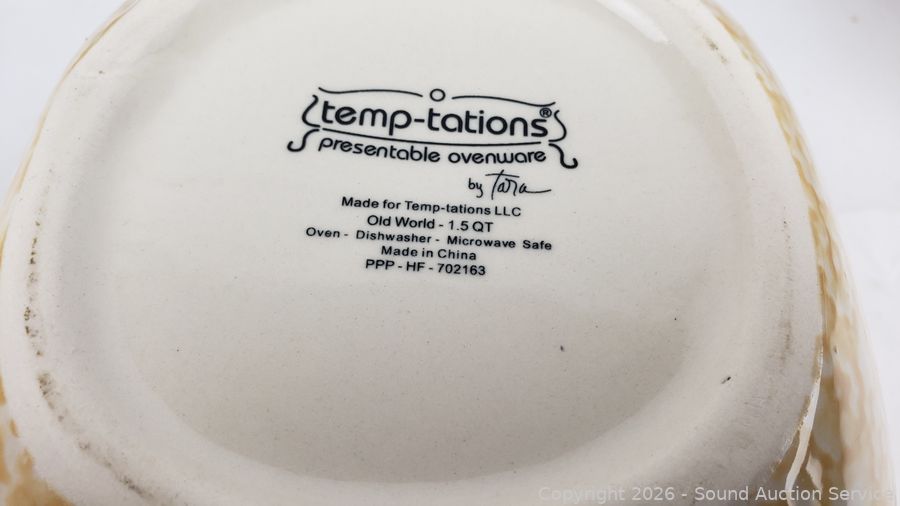 temp-tations®
presentable ovenware
by Tara
Made for Temp-tations LLC
Old World - 1.5 QT
Oven - Dishwasher - Microwave Safe
Made in China
PPP - HF - 702163
Copyright 2026 - Sound Auction Service